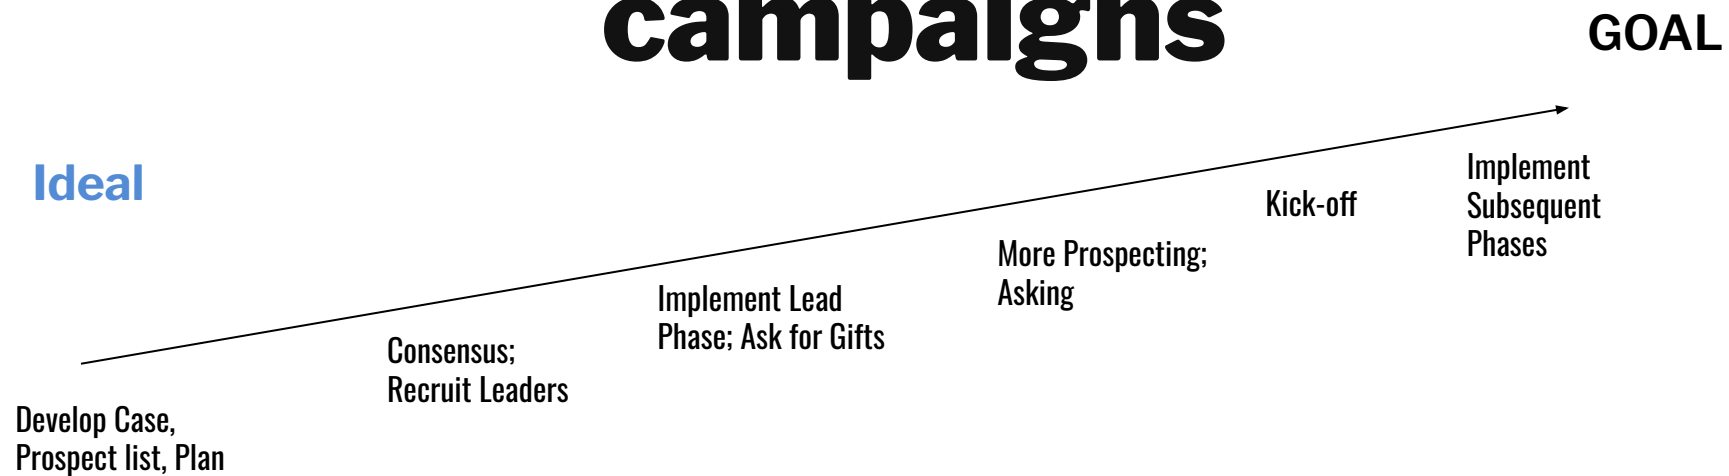 campaigns
GOAL
Ideal
Develop Case,
Prospect list, Plan
Consensus;
Recruit Leaders
Implement Lead
Phase; Ask for Gifts
More Prospecting;
Asking
Kick-off
Implement
Subsequent
Phases